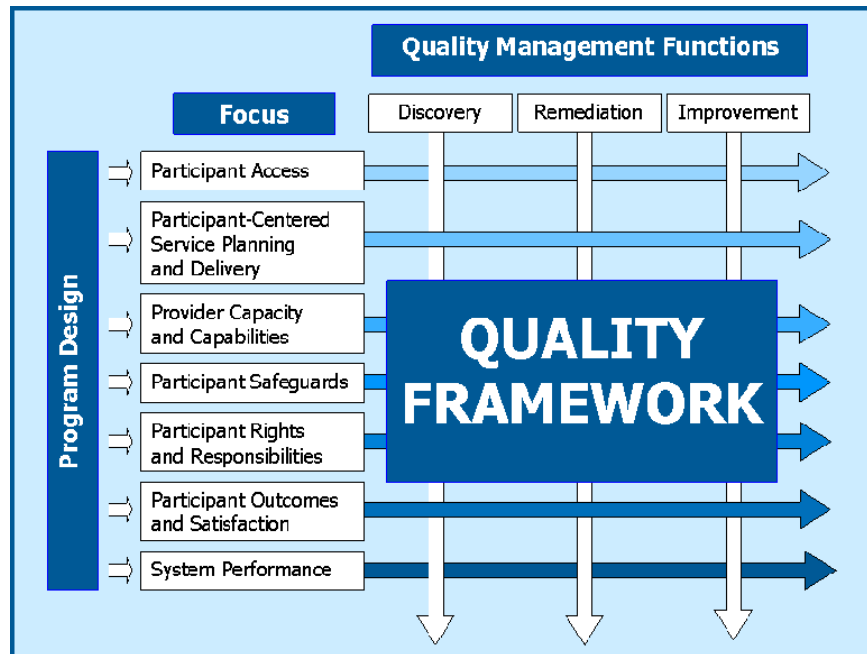 Quality Management Functions
Focus
Discovery
Remediation
Improvement
Program Design
Participant Access
Participant-Centered
Service Planning
and Delivery
Provider Capacity
and Capabilities
Participant Safeguards
Participant Rights
and Responsibilities
Participant Outcomes
and Satisfaction
System Performance
QUALITY
FRAMEWORK